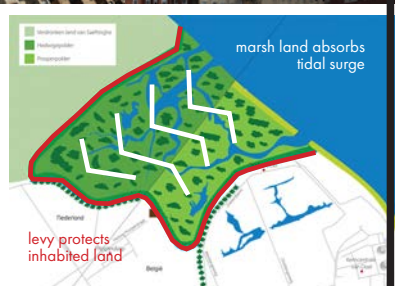 Verdronken land van Saeftinghe
Hedwigepolder
Prosperpolder
marsh land absorbs
tidal surge
Nederland
levy protects
inhabited land
België